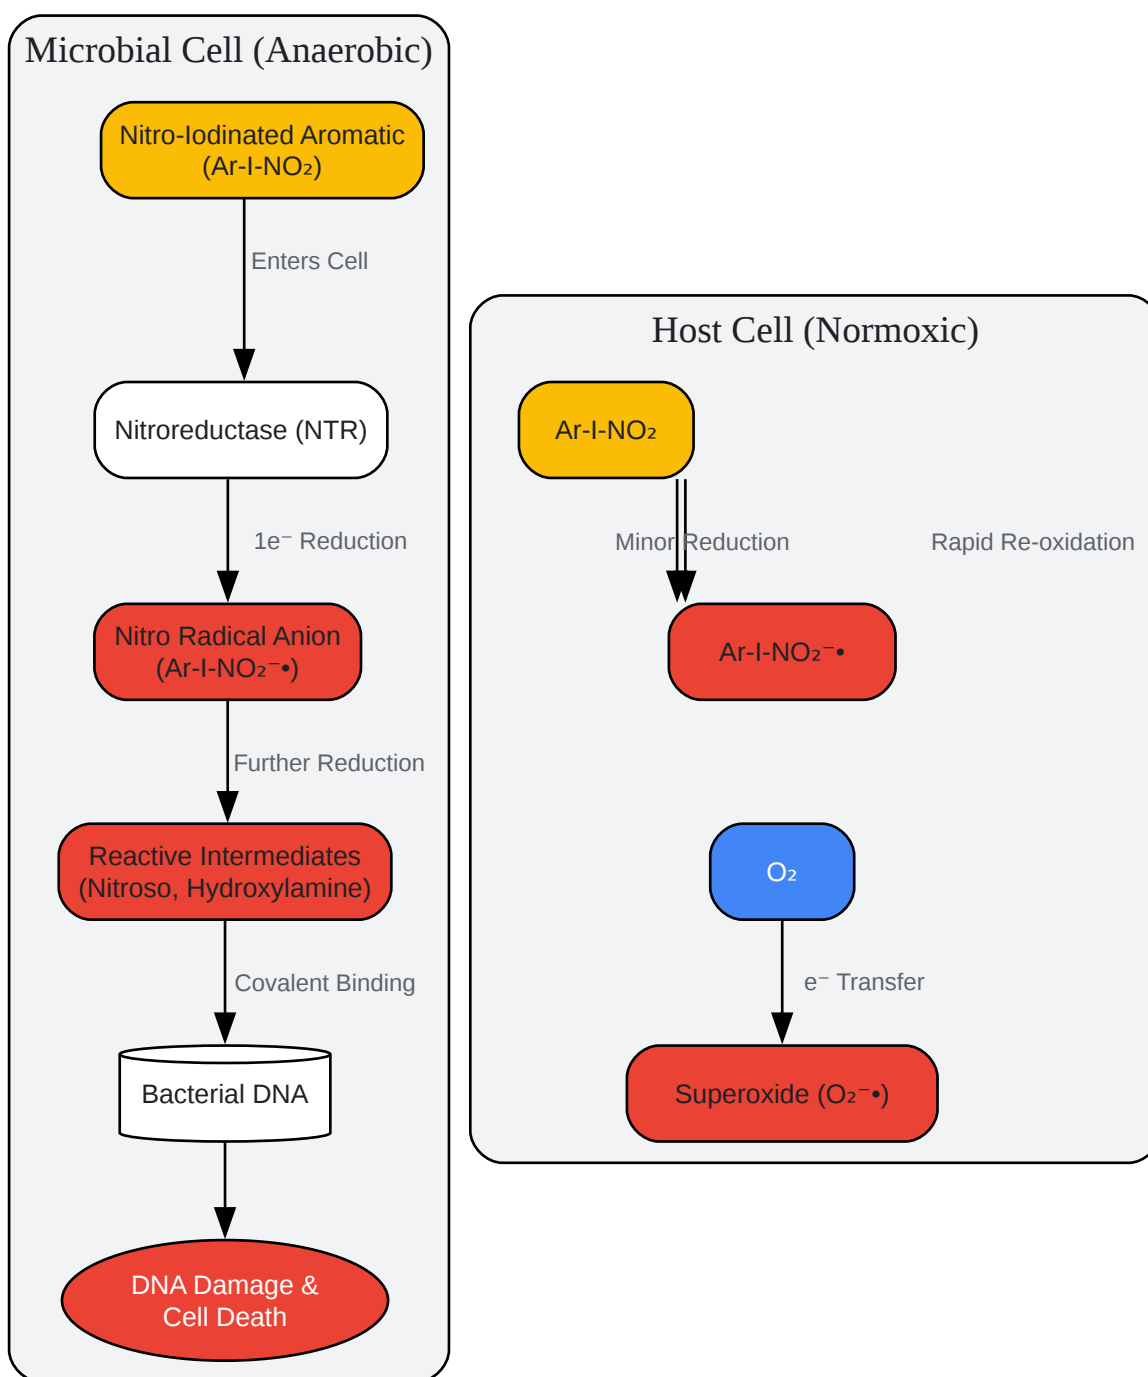 Microbial Cell (Anaerobic)
Nitro-Iodinated Aromatic
(Ar-I-NO₂)
Enters Cell
Nitroreductase (NTR)
1e⁻ Reduction
Nitro Radical Anion
(Ar-I-NO₂⁻•)
Further Reduction
Reactive Intermediates
(Nitroso, Hydroxylamine)
Covalent Binding
Bacterial DNA
DNA Damage &
Cell Death
Host Cell (Normoxic)
Ar-I-NO₂
Minor Reduction
Rapid Re-oxidation
Ar-I-NO₂⁻•
O₂
e⁻ Transfer
Superoxide (O₂⁻•)